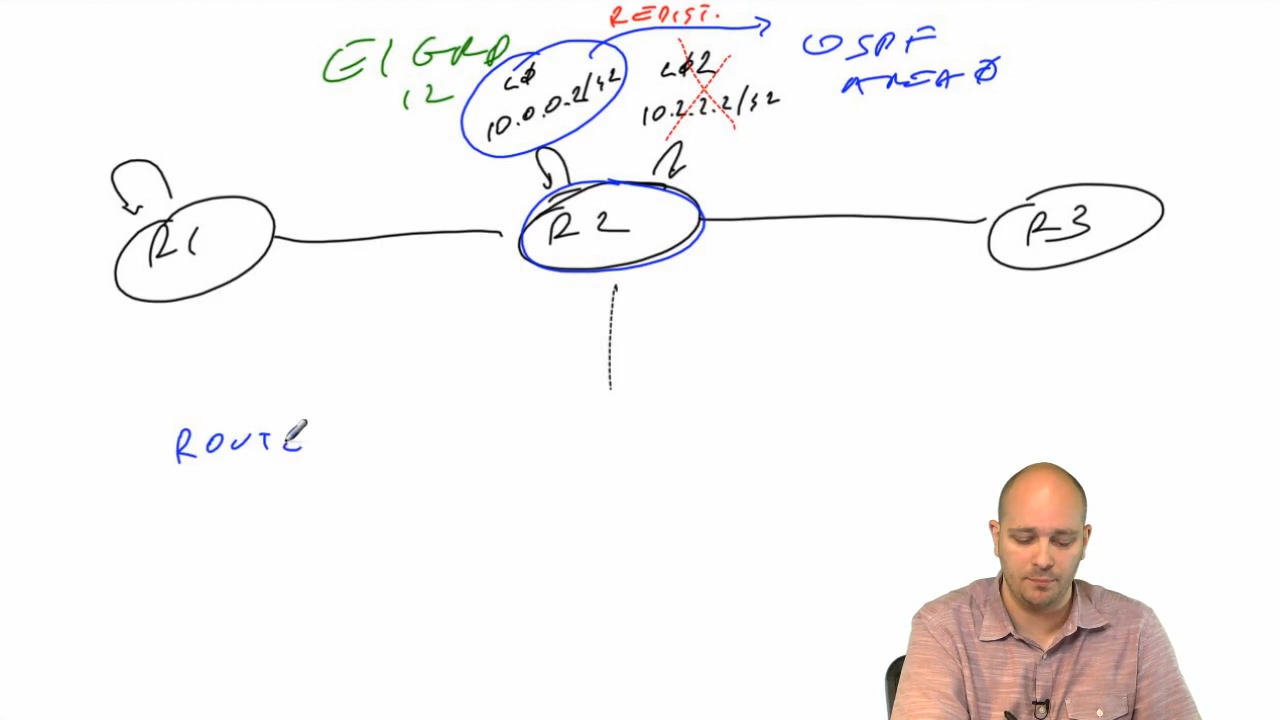 REDIST.
EIGRP
12
L0
10.0.0.2/32
L02
10.2.2.2/32
OSPF
AREA 0
R1
R2
R3
ROUTE